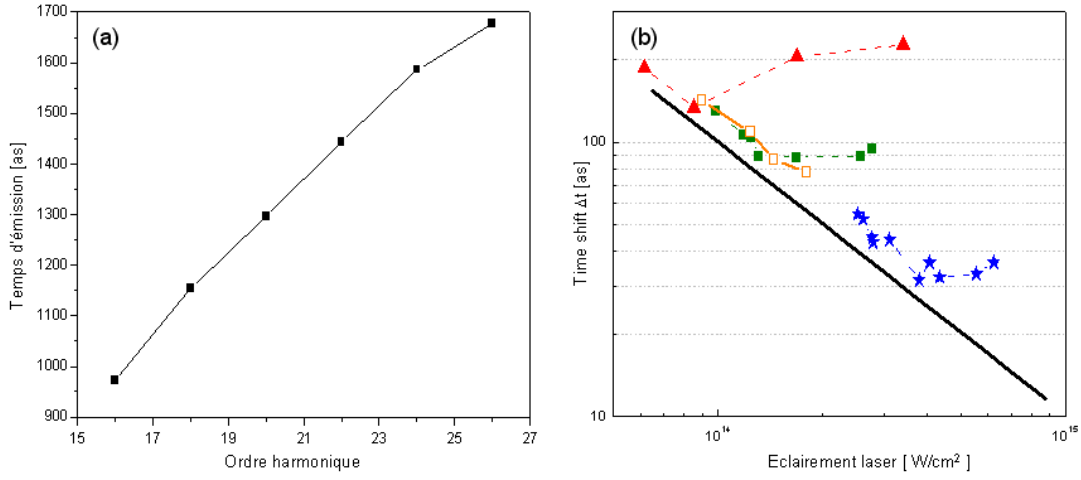 (a)
Temps d'émission [as]
1700
1600
1500
1400
1300
1200
1100
1000
900
15 17 19 21 23 25 27
Ordre harmonique
(b)
Time shift Δt [as]
100
10
10¹⁴ 10¹⁵
Eclairement laser [ W/cm² ]